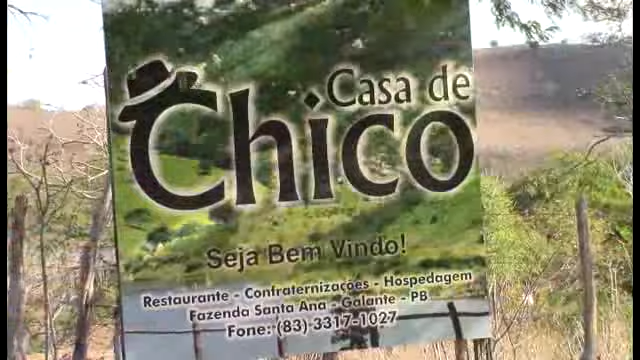 Casa de
Chico
Seja Bem Vindo!
Restaurante - Confraternizações - Hospedagem
Fazenda Santa Ana - Galante - PB
Fone: (83) 3317-1027